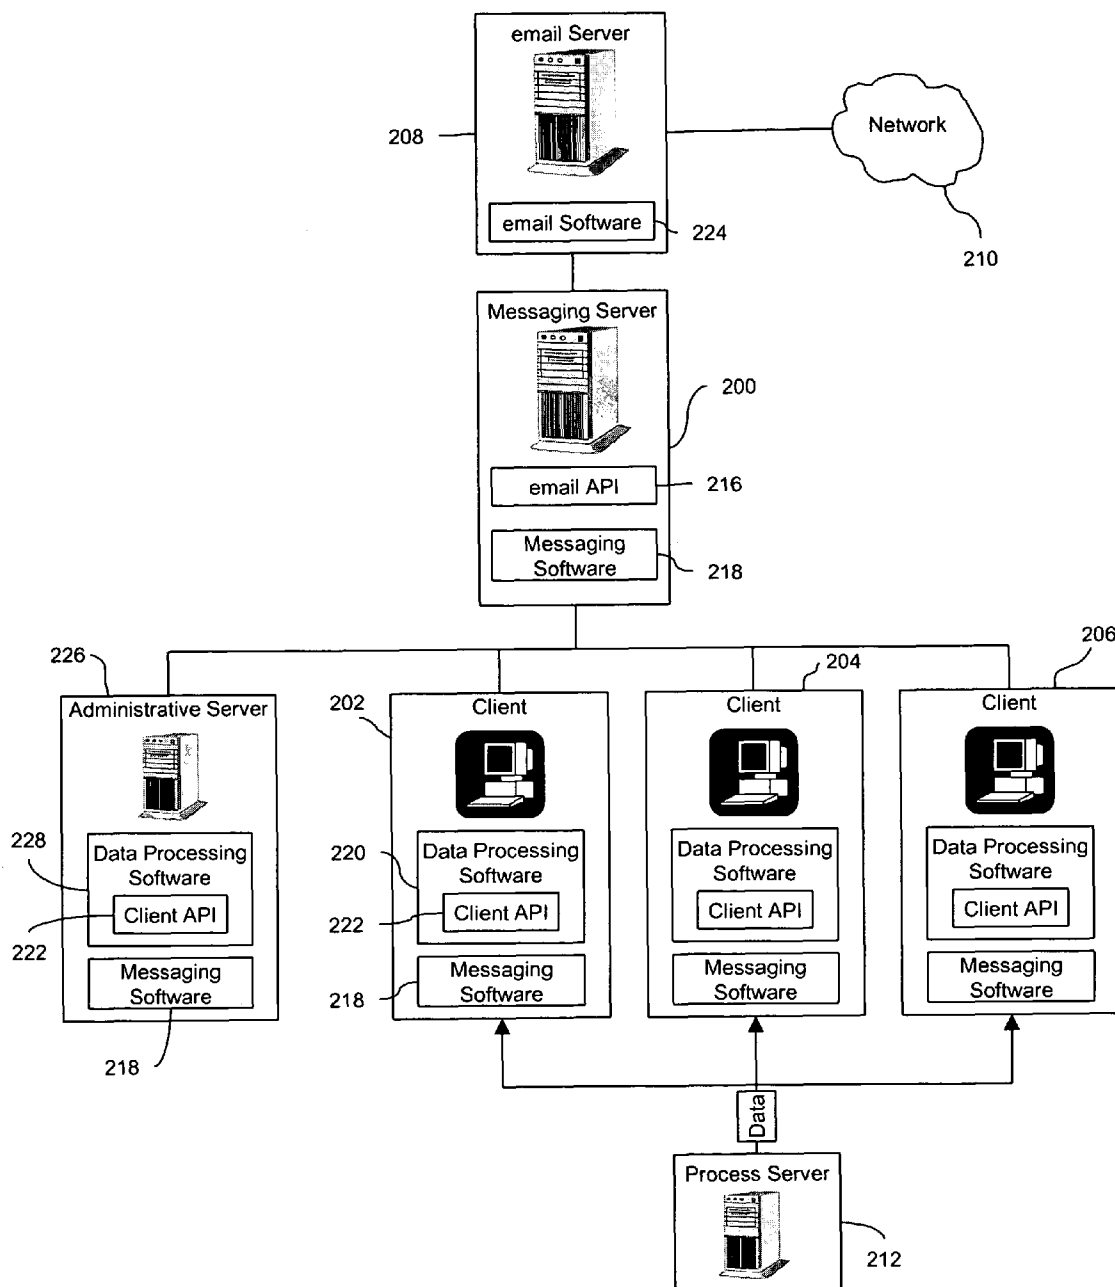 email Server
208
Network
email Software
224
210
Messaging Server
200
email API
216
Messaging
Software
218
226
206
204
Administrative Server
202
Client
Client
Client
228
Data Processing
Software
Client API
222
220
Data Processing
Software
222
Client API
Data Processing
Software
Client API
Data Processing
Software
Client API
Messaging
Software
218
218
Messaging
Software
Messaging
Software
Messaging
Software
Data
Process Server
212